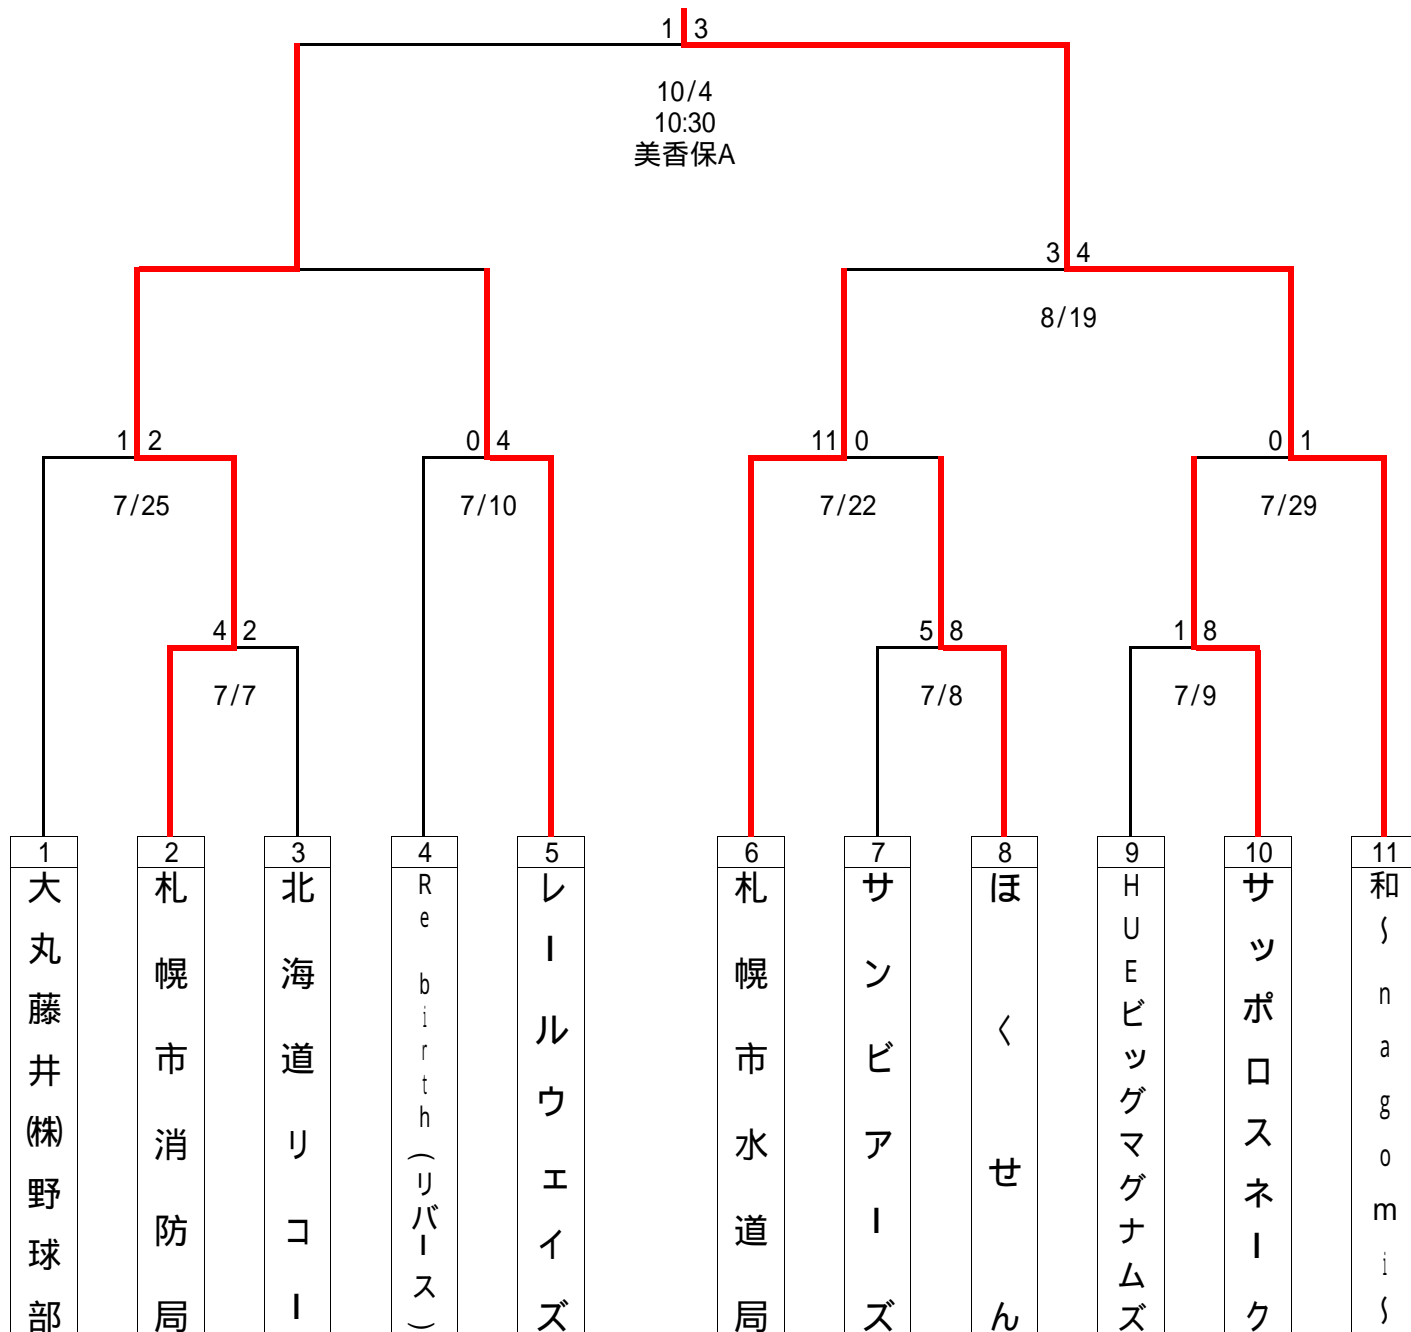 1 3
10/4
10:30
美香保A
3 4
8/19
1 2
0 4
11 0
0 1
7/25
7/10
7/22
7/29
4 2
5 8
1 8
7/7
7/8
7/9
1
大丸藤井㈱野球部
2
札幌市消防局
3
北海道リコー
4
Re birth(リバース)
5
レールウェイズ
6
札幌市水道局
7
サンビアーズ
8
ほくせん
9
HUEビッグマグナムズ
10
サッポロスネーク
11
和~nagomi~